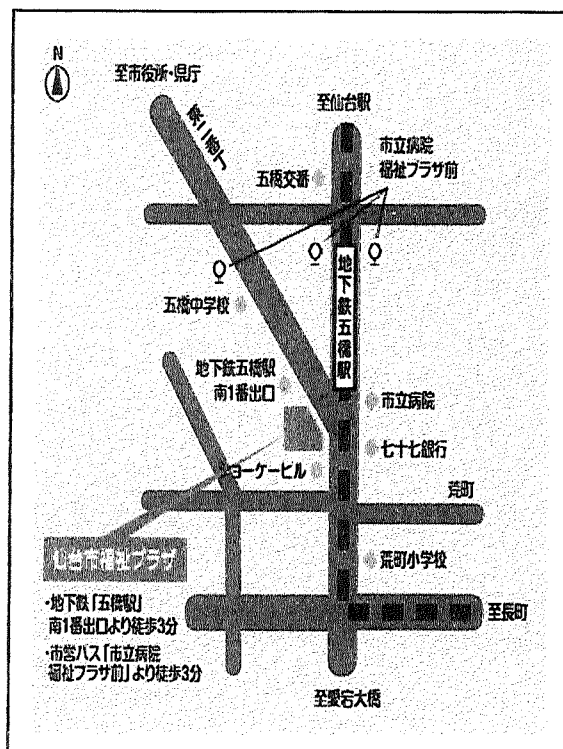 N
至市役所・県庁
東二番丁
至仙台駅
五橋交番
市立病院
福祉プラザ前
地下鉄五橋駅
五橋中学校
地下鉄五橋駅
南1番出口
市立病院
七十七銀行
ヨーケービル
荒町
仙台市福祉プラザ
荒町小学校
・地下鉄「五橋駅」
南1番出口より徒歩3分
・市営バス「市立病院
福祉プラザ前」より徒歩3分
至長町
至愛宕大橋